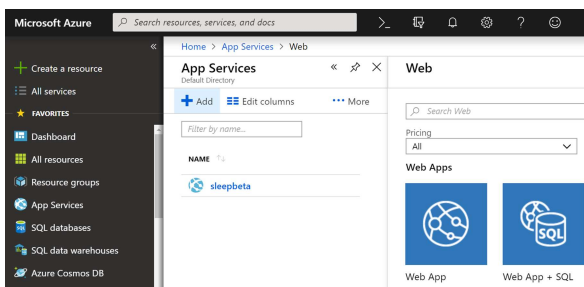 Microsoft Azure
Search resources, services, and docs
Home > App Services > Web
Create a resource
All services
FAVORITES
Dashboard
All resources
Resource groups
App Services
SQL databases
SQL data warehouses
Azure Cosmos DB
App Services
Default Directory
Add Edit columns More
Filter by name...
NAME
sleepbeta
Web
Search Web
Pricing
All
Web Apps
SQL
Web App
Web App + SQL